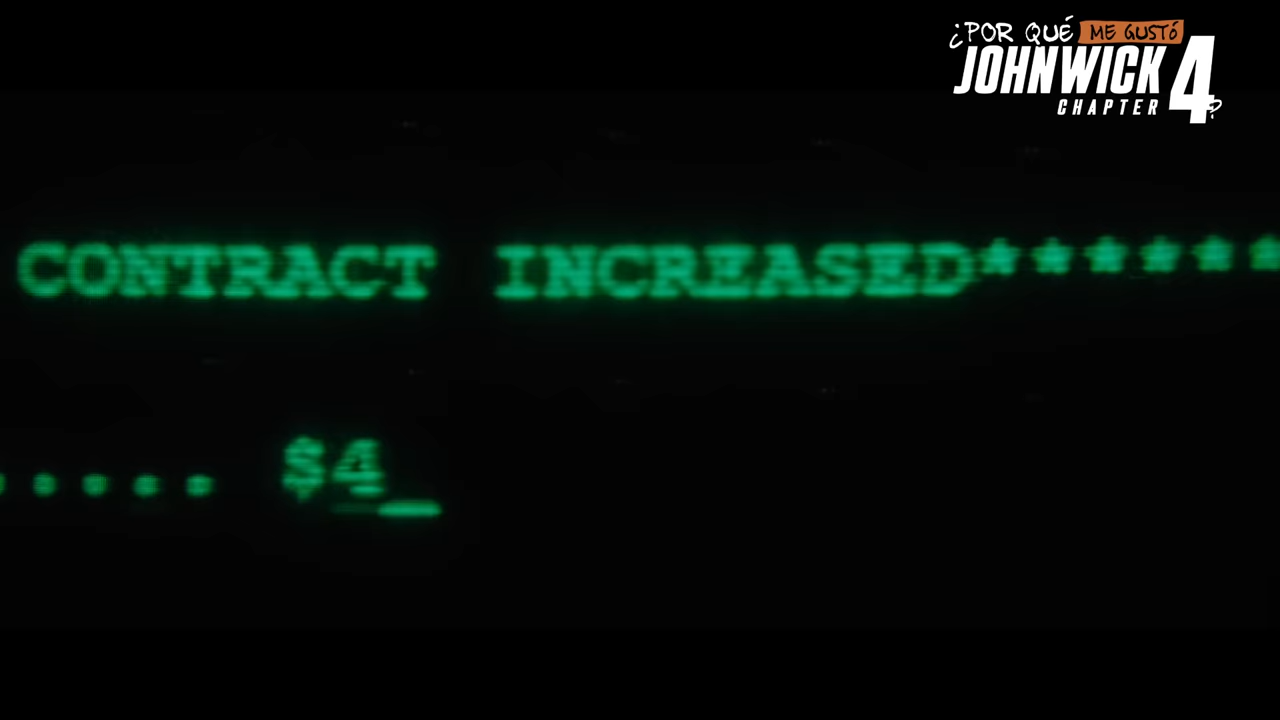 ¿POR QUÉ ME GUSTÓ
JOHN WICK 4?
CHAPTER
CONTRACT INCREASED******
..... $4_